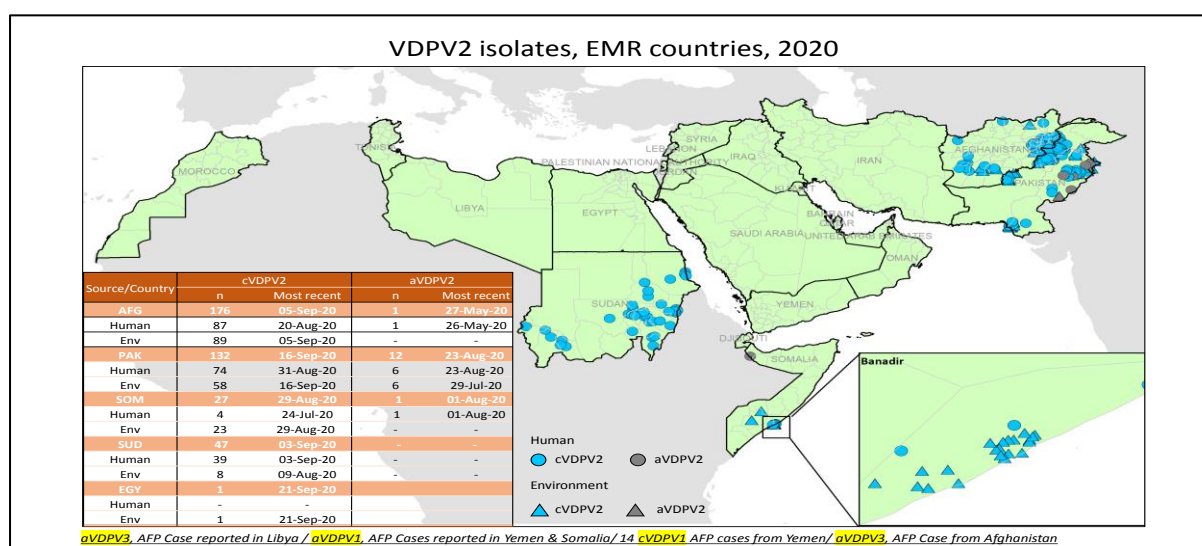 VDPV2 isolates, EMR countries, 2020
MOROCCO
TUNISIA
LIBYA
EGYPT
SYRIA
LEBANON
PALESTINIAN NATIONAL AUTHORITY
JORDAN
IRAQ
IRAN
KUWAIT
BAHRAIN
QATAR
SAUDI ARABIA
UNITED ARAB EMIRATES
OMAN
YEMEN
AFGHANISTAN
PAKISTAN
SUDAN
DJIBOUTI
SOMALIA
Source/Country cVDPV2 aVDPV2
n Most recent n Most recent
AFG 176 05-Sep-20 1 27-May-20
Human 87 20-Aug-20 1 26-May-20
Env 89 05-Sep-20 - -
PAK 132 16-Sep-20 12 23-Aug-20
Human 74 31-Aug-20 6 23-Aug-20
Env 58 16-Sep-20 6 29-Jul-20
SOM 27 29-Aug-20 1 01-Aug-20
Human 4 24-Jul-20 1 01-Aug-20
Env 23 29-Aug-20 - -
SUD 47 03-Sep-20 - -
Human 39 03-Sep-20 - -
Env 8 09-Aug-20 - -
EGY 1 21-Sep-20
Human - -
Env 1 21-Sep-20
Human
cVDPV2 aVDPV2
Environment
cVDPV2 aVDPV2
Banadir
aVDPV3, AFP Case reported in Libya / aVDPV1, AFP Cases reported in Yemen & Somalia/ 14 cVDPV1 AFP cases from Yemen/ aVDPV3, AFP Case from Afghanistan